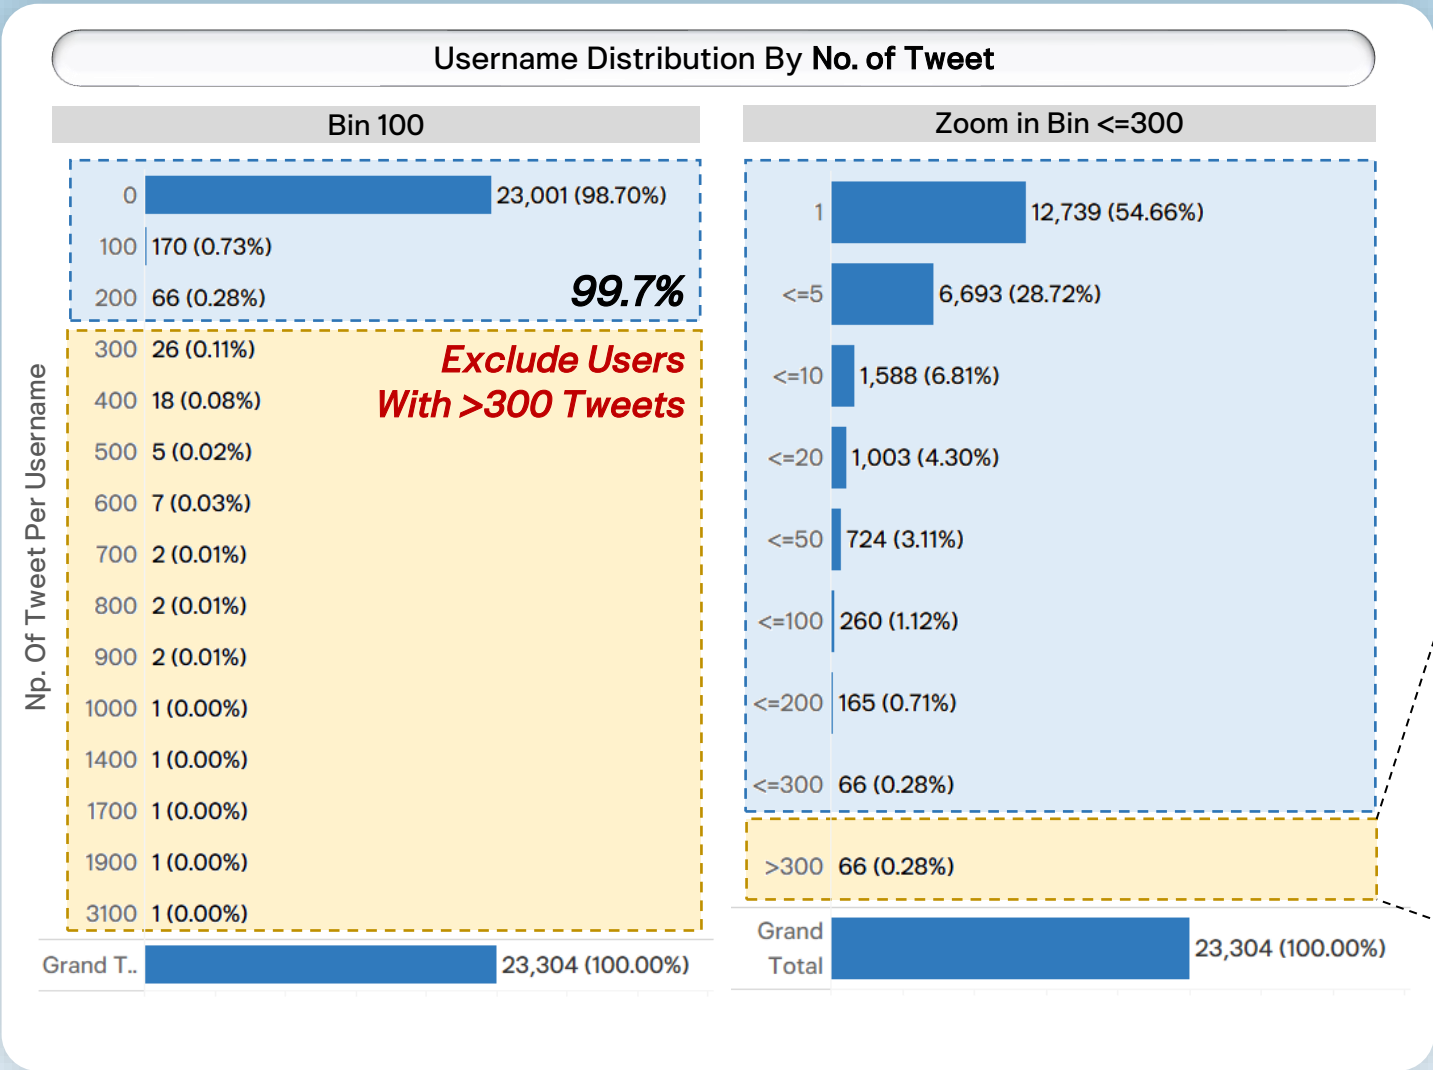 Username Distribution By No. of Tweet
Bin 100
Np. Of Tweet Per Username
0 23,001 (98.70%)
100 170 (0.73%)
200 66 (0.28%)
99.7%
300 26 (0.11%)
Exclude Users
With >300 Tweets
400 18 (0.08%)
500 5 (0.02%)
600 7 (0.03%)
700 2 (0.01%)
800 2 (0.01%)
900 2 (0.01%)
1000 1 (0.00%)
1400 1 (0.00%)
1700 1 (0.00%)
1900 1 (0.00%)
3100 1 (0.00%)
Grand T.. 23,304 (100.00%)
Zoom in Bin <=300
1 12,739 (54.66%)
<=5 6,693 (28.72%)
<=10 1,588 (6.81%)
<=20 1,003 (4.30%)
<=50 724 (3.11%)
<=100 260 (1.12%)
<=200 165 (0.71%)
<=300 66 (0.28%)
>300 66 (0.28%)
Grand
Total
23,304 (100.00%)